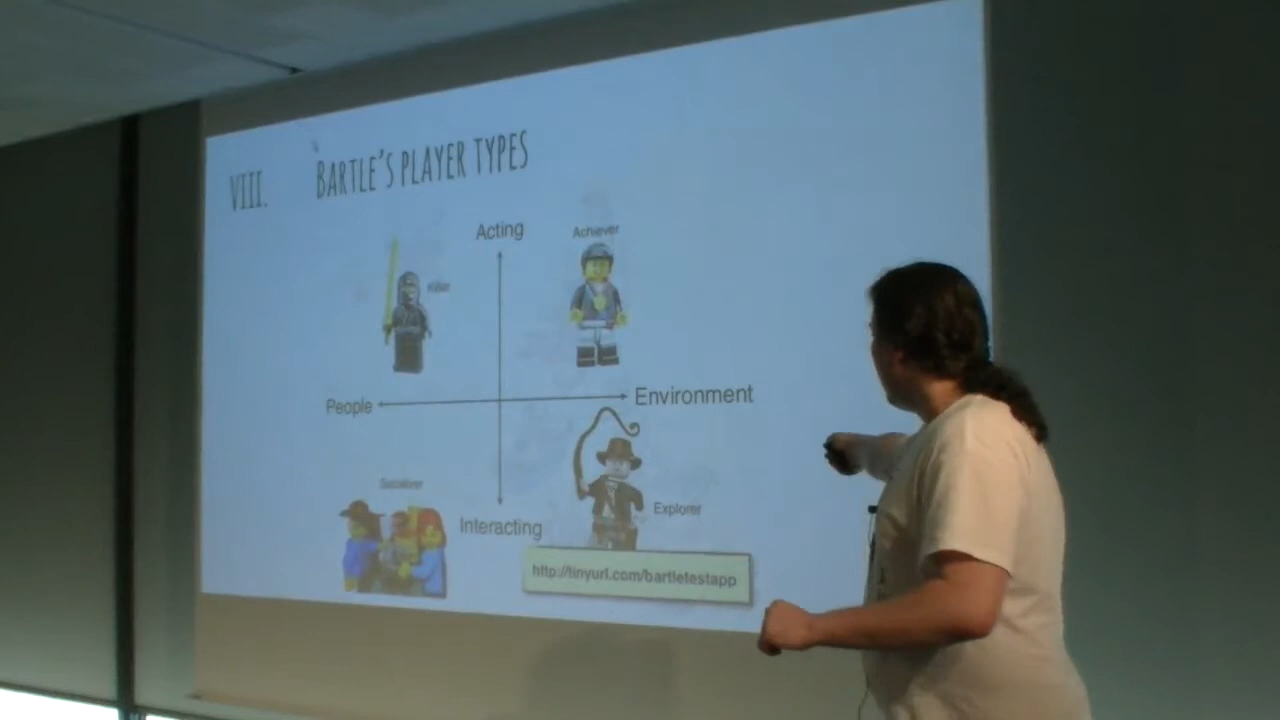 VIII. BARTLE'S PLAYER TYPES
Acting
Achiever
Killer
People
Environment
Socializer
Explorer
Interacting
http://tinyurl.com/bartletestapp